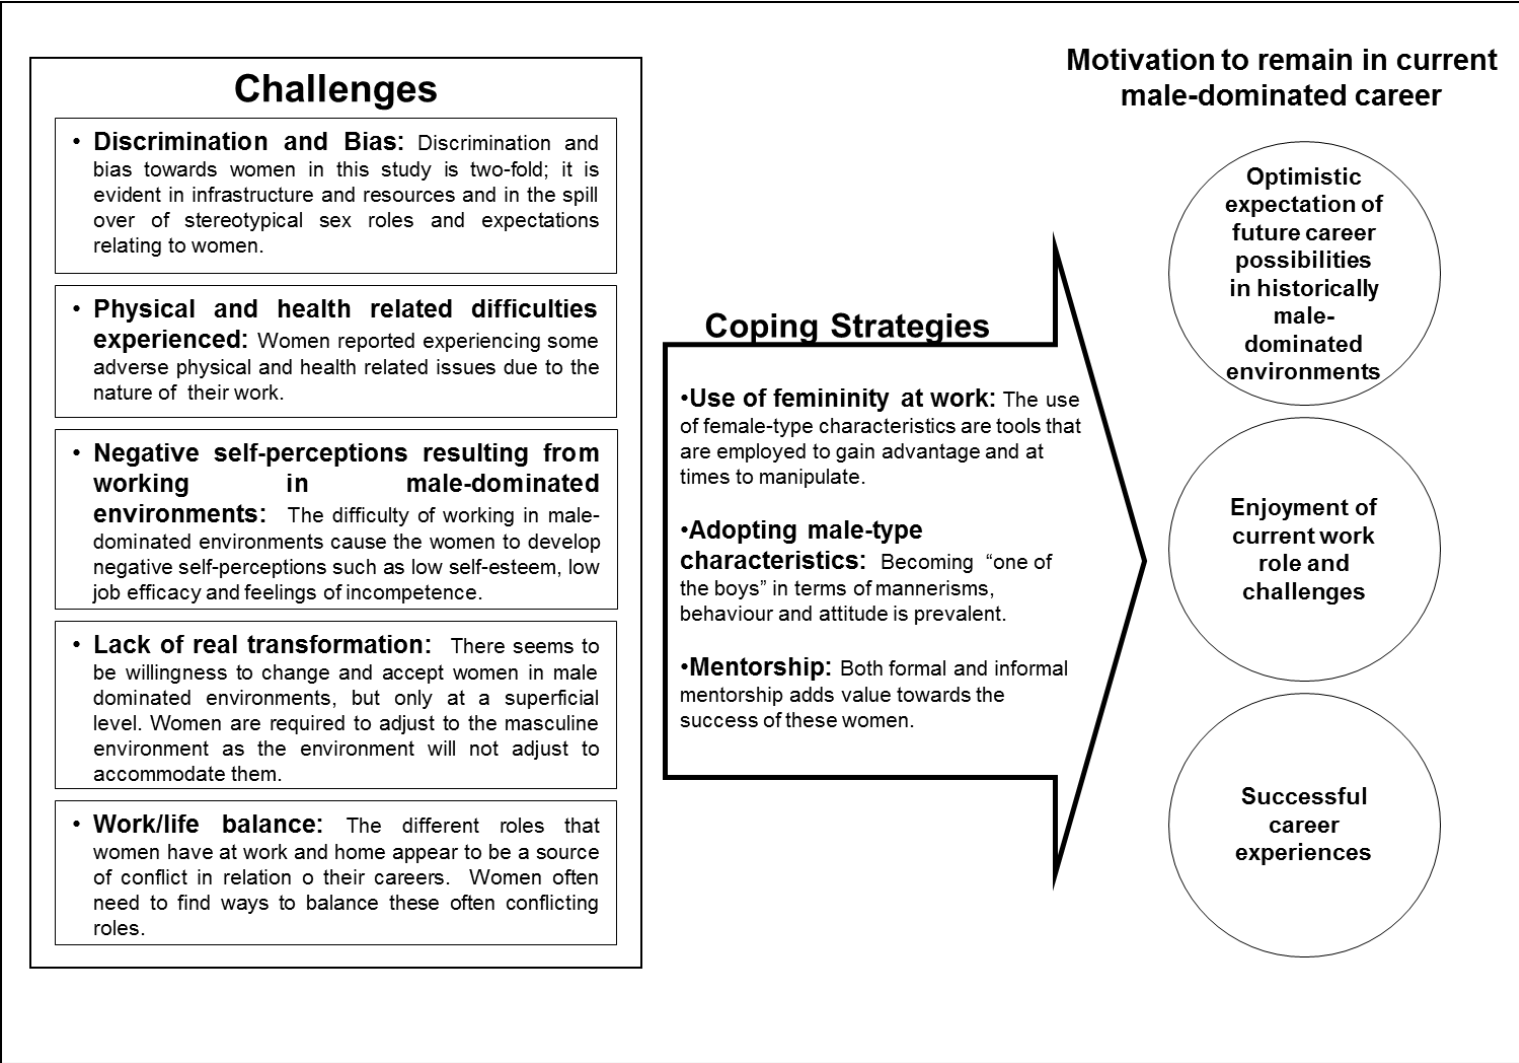 Challenges
• Discrimination and Bias: Discrimination and
bias towards women in this study is two-fold; it is
evident in infrastructure and resources and in the spill
over of stereotypical sex roles and expectations
relating to women.
• Physical and health related difficulties
experienced: Women reported experiencing some
adverse physical and health related issues due to the
nature of their work.
• Negative self-perceptions resulting from
working in male-dominated
environments: The difficulty of working in male-
dominated environments cause the women to develop
negative self-perceptions such as low self-esteem, low
job efficacy and feelings of incompetence.
• Lack of real transformation: There seems to
be willingness to change and accept women in male
dominated environments, but only at a superficial
level. Women are required to adjust to the masculine
environment as the environment will not adjust to
accommodate them.
• Work/life balance: The different roles that
women have at work and home appear to be a source
of conflict in relation o their careers. Women often
need to find ways to balance these often conflicting
roles.
Coping Strategies
•Use of femininity at work: The use
of female-type characteristics are tools that
are employed to gain advantage and at
times to manipulate.
•Adopting male-type
characteristics: Becoming “one of
the boys” in terms of mannerisms,
behaviour and attitude is prevalent.
•Mentorship: Both formal and informal
mentorship adds value towards the
success of these women.
Motivation to remain in current
male-dominated career
Optimistic
expectation of
future career
possibilities
in historically
male-
dominated
environments
Enjoyment of
current work
role and
challenges
Successful
career
experiences